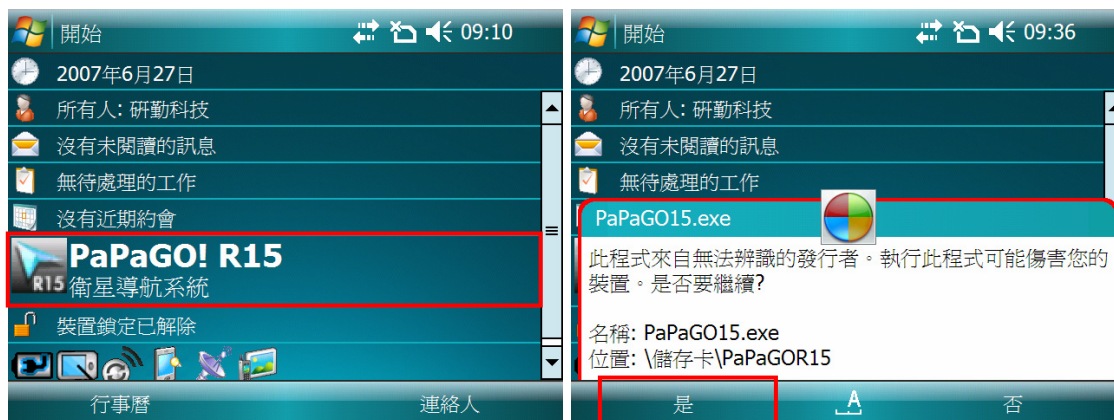 開始
09:10
2007年6月27日
所有人: 研勤科技
沒有未閱讀的訊息
無待處理的工作
沒有近期約會
PaPaGO! R15
R15
衛星導航系統
裝置鎖定已解除
行事曆
連絡人
開始
09:36
2007年6月27日
所有人: 研勤科技
沒有未閱讀的訊息
無待處理的工作
PaPaGO15.exe
此程式來自無法辨識的發行者。執行此程式可能傷害您的
裝置。是否要繼續?
名稱: PaPaGO15.exe
位置: \儲存卡\PaPaGOR15
是
A
否